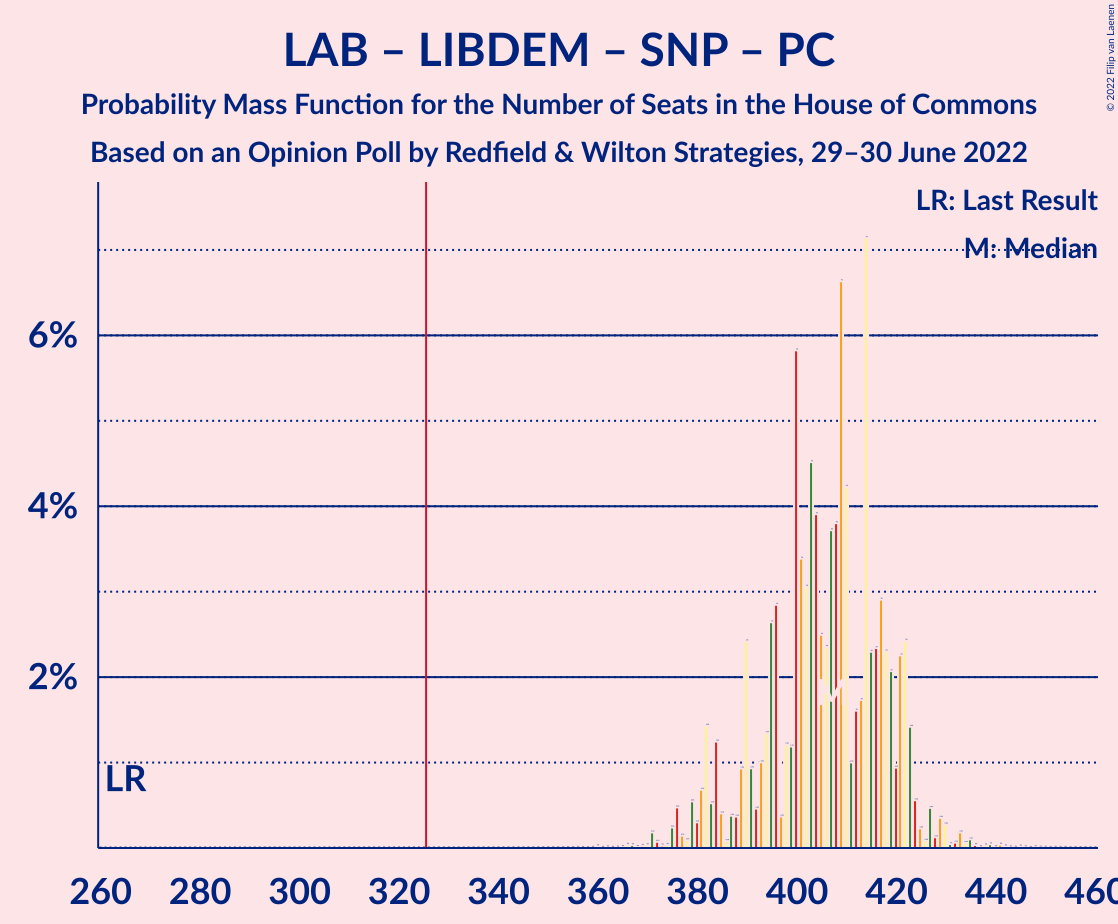 LAB – LIBDEM – SNP – PC
Probability Mass Function for the Number of Seats in the House of Commons
Based on an Opinion Poll by Redfield & Wilton Strategies, 29–30 June 2022
© 2022 Filip van Laenen
LR: Last Result
M: Median
6%
4%
2%
LR
260 280 300 320 340 360 380 400 420 440 460